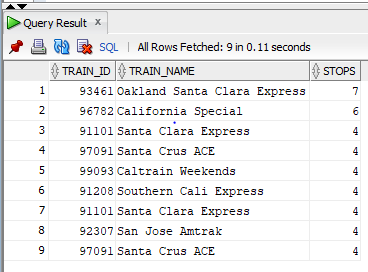 Query Result x
SQL | All Rows Fetched: 9 in 0.11 seconds
TRAIN_ID TRAIN_NAME STOPS
1 93461 Oakland Santa Clara Express 7
2 96782 California Special 6
3 91101 Santa Clara Express 4
4 97091 Santa Crus ACE 4
5 99093 Caltrain Weekends 4
6 91208 Southern Cali Express 4
7 91101 Santa Clara Express 4
8 92307 San Jose Amtrak 4
9 97091 Santa Crus ACE 4